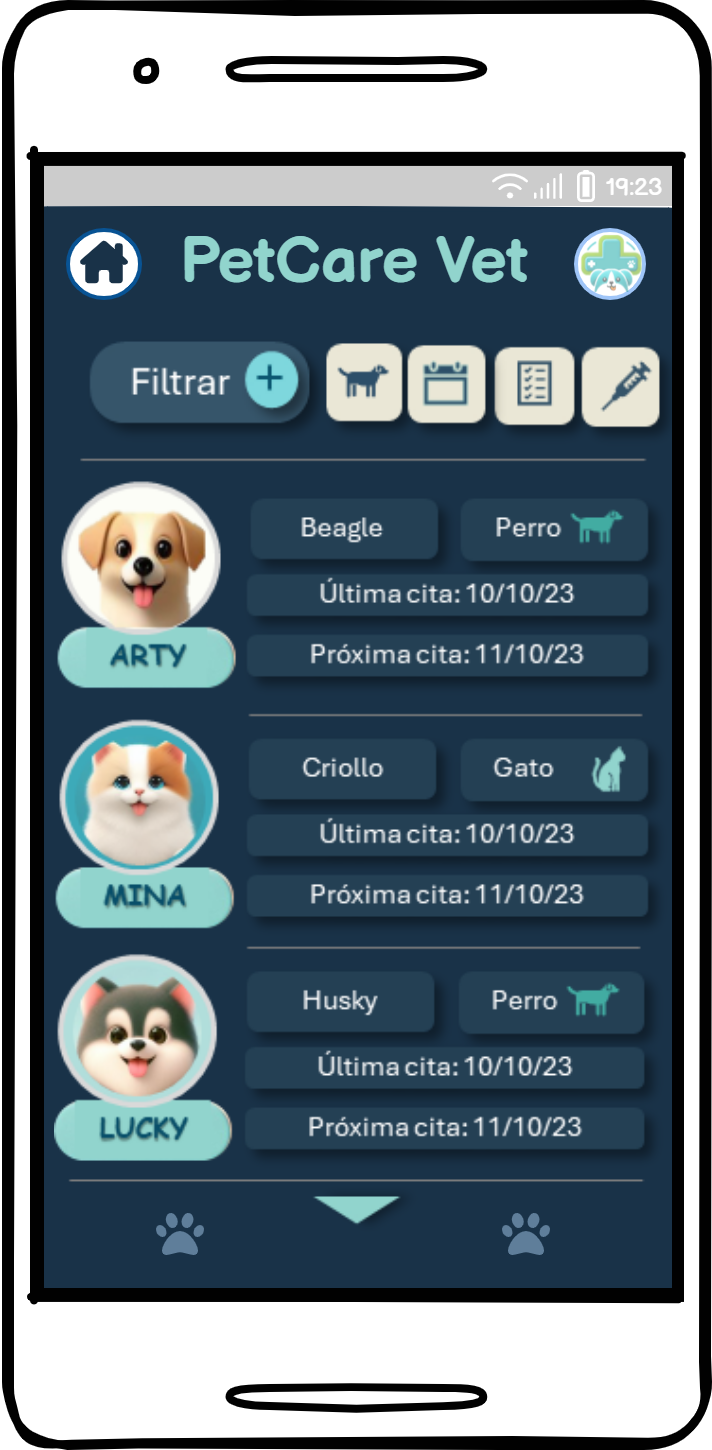 19:23
PetCare Vet
Filtrar +
Beagle
Perro
Última cita: 10/10/23
Próxima cita: 11/10/23
ARTY
Criollo
Gato
Última cita: 10/10/23
Próxima cita: 11/10/23
MINA
Husky
Perro
Última cita: 10/10/23
Próxima cita: 11/10/23
LUCKY